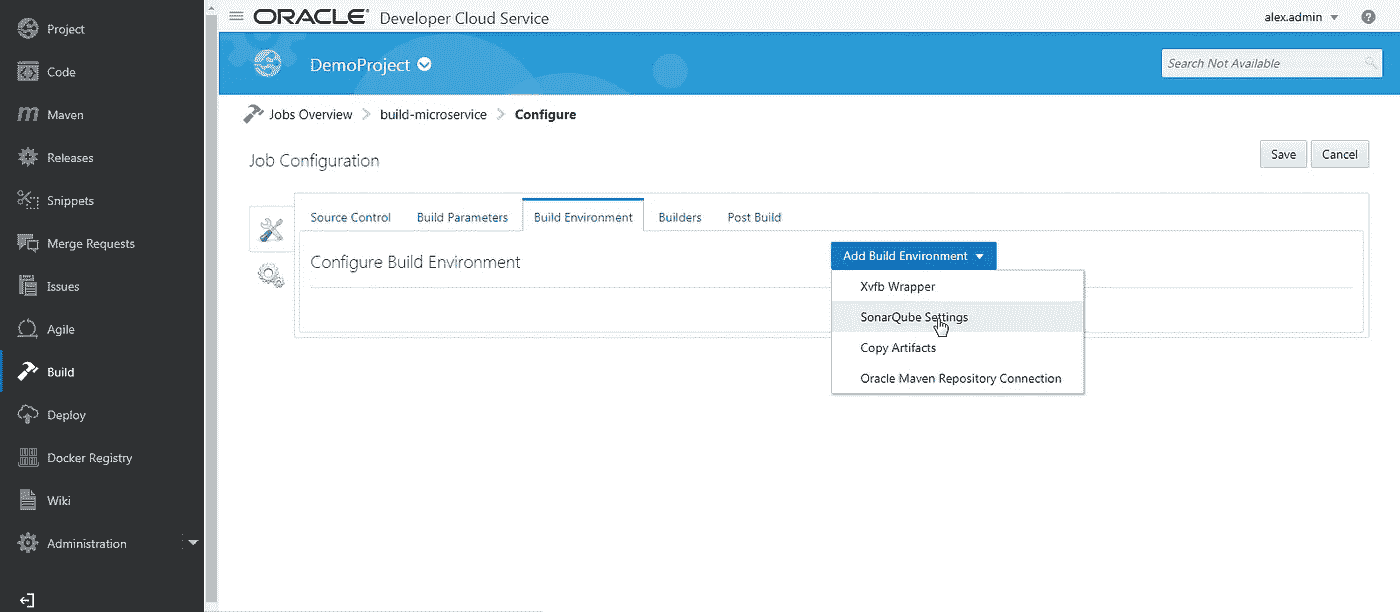 ORACLE® Developer Cloud Service
alex.admin
DemoProject
Search Not Available
Project
Code
Maven
Releases
Snippets
Merge Requests
Issues
Agile
Build
Deploy
Docker Registry
Wiki
Administration
Jobs Overview > build-microservice > Configure
Job Configuration
Save Cancel
Source Control Build Parameters Build Environment Builders Post Build
Configure Build Environment
Add Build Environment
Xvfb Wrapper
SonarQube Settings
Copy Artifacts
Oracle Maven Repository Connection